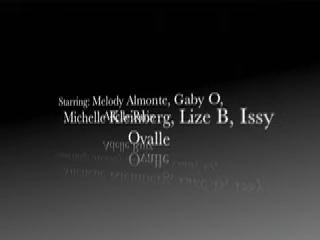 Starring: Melody Almonte, Gaby O,
Michelle Kleinberg, Lize B, Issy
Ovalle